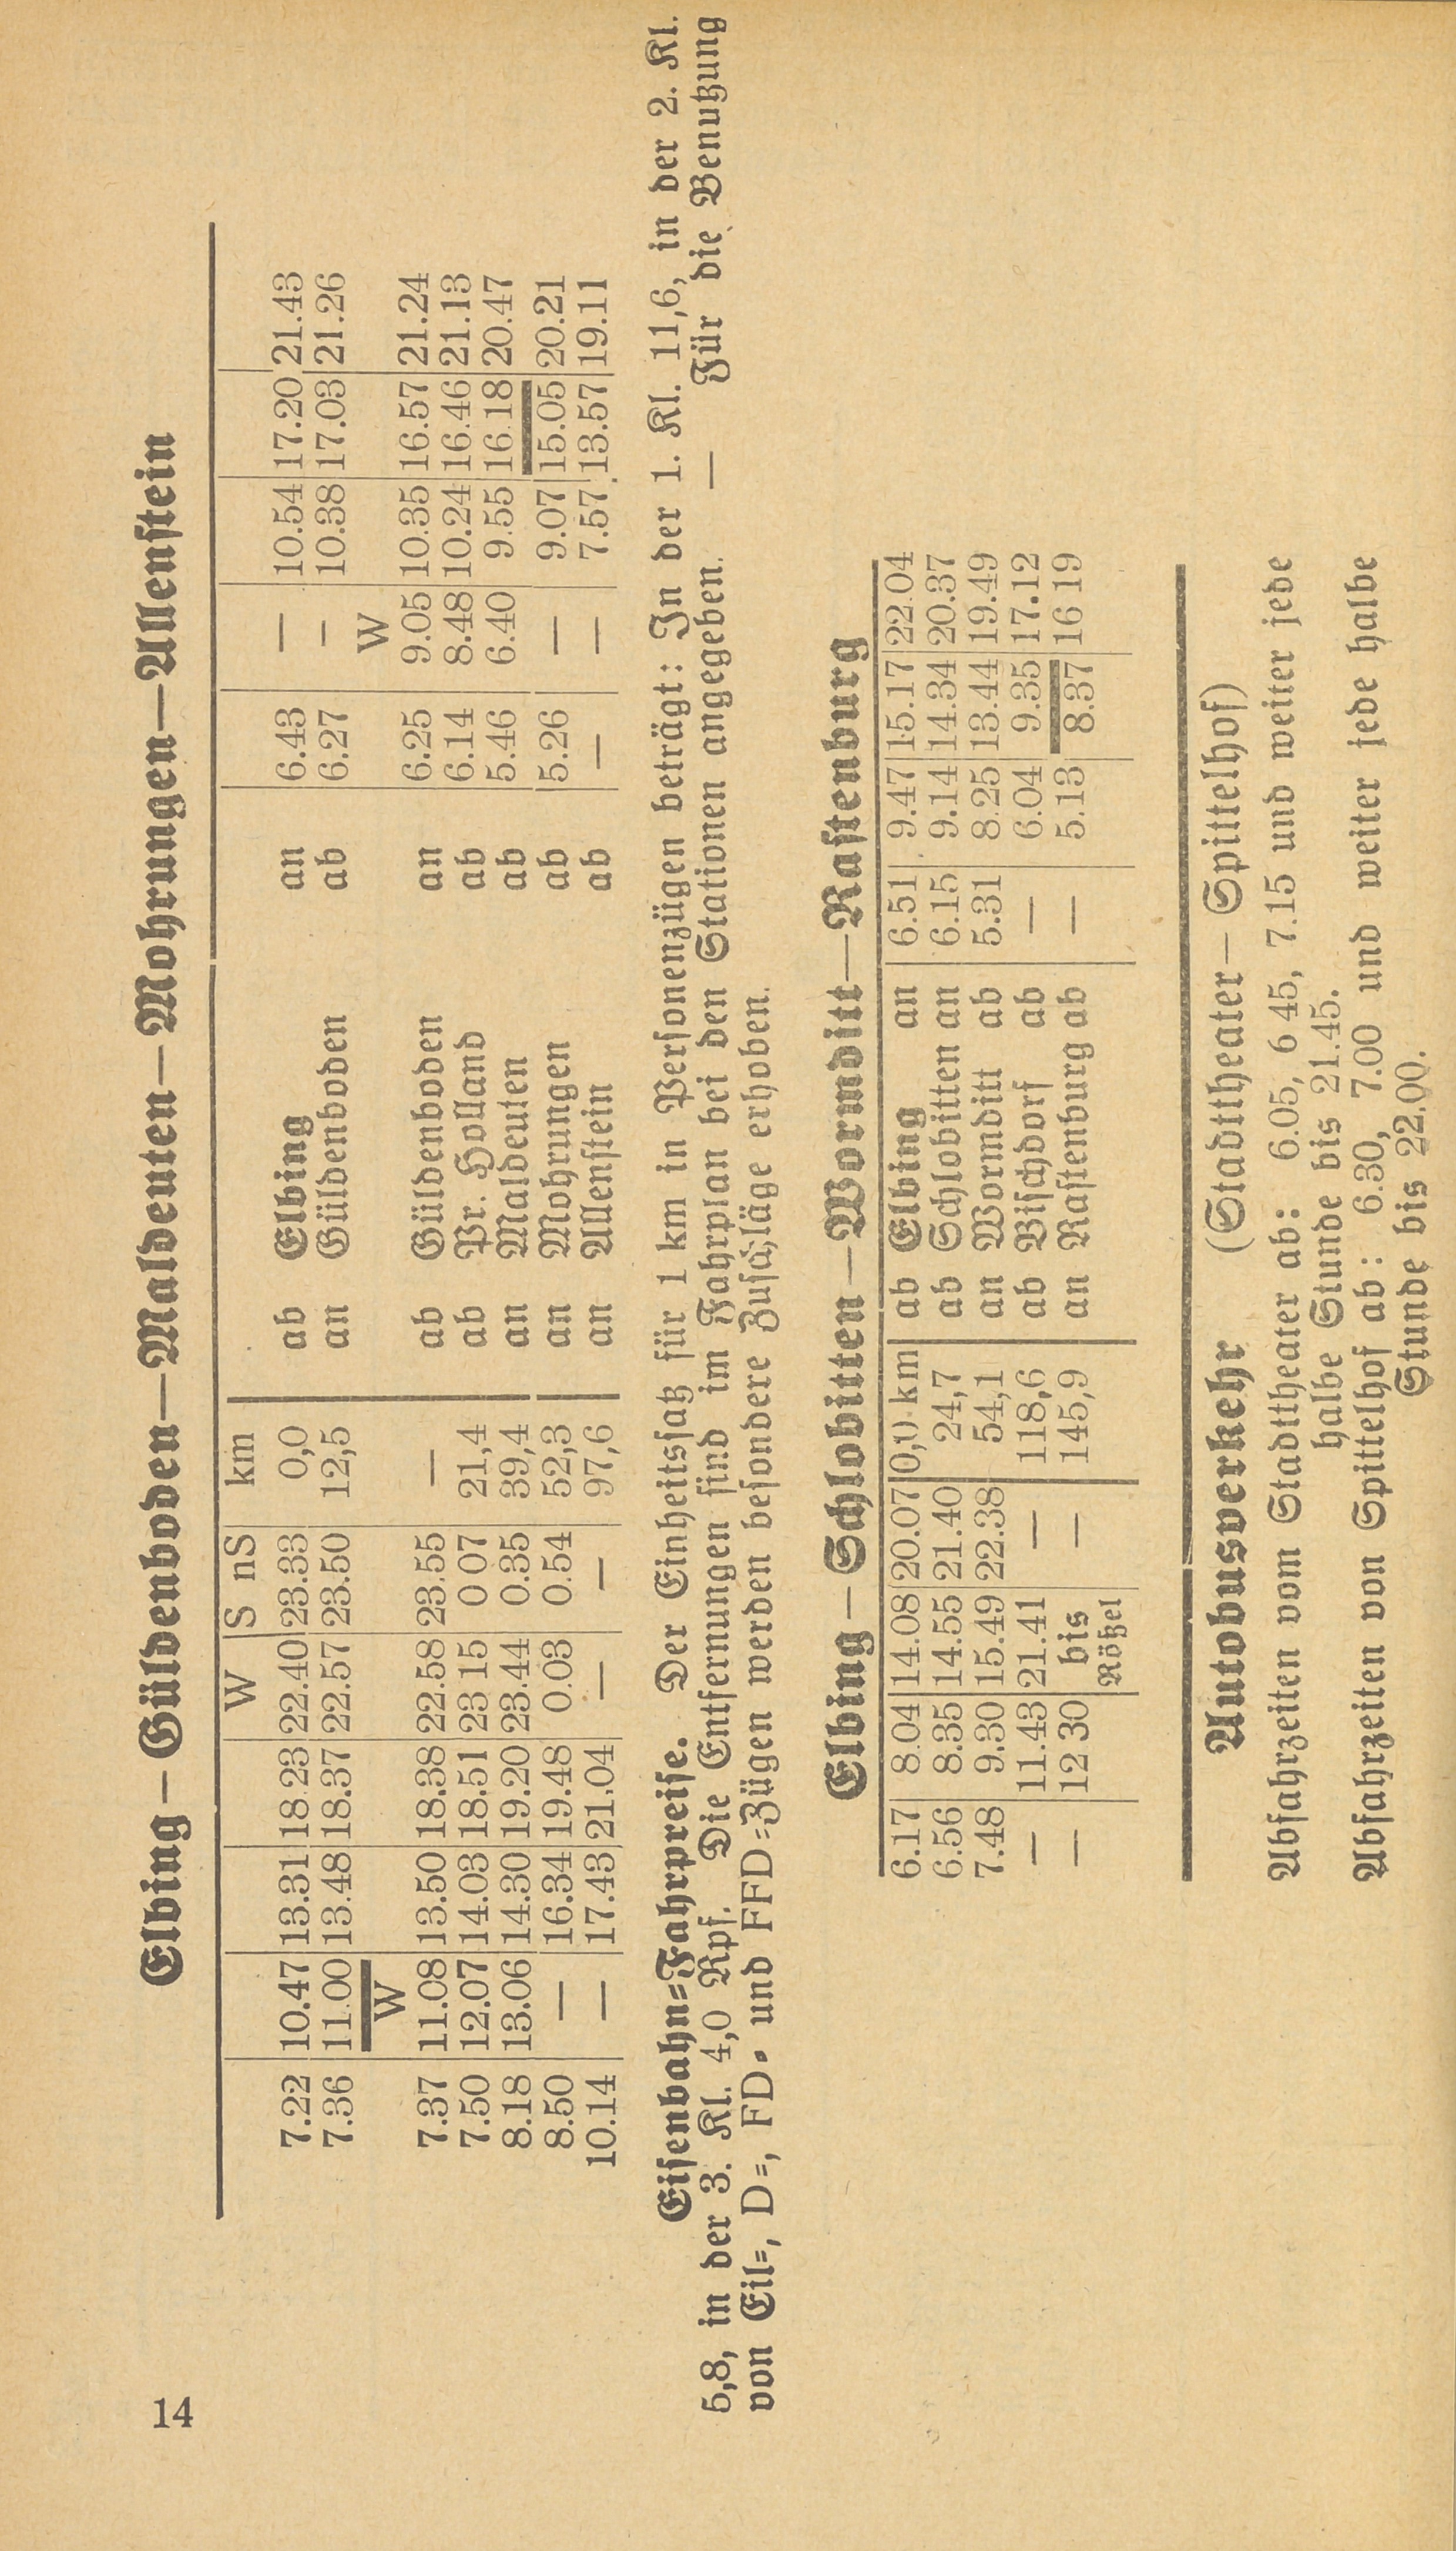 14
Elbing—Güldenboden—Maldeuten—Mohrungen—Allenstein
W S nS km
7.22 10.47 13.31 18.23 22.40 23.33 0,0 ab Elbing an 6.43 — 10.54 17.20 21.43
7.36 11.00 13.48 18.37 22.57 23.50 12,5 an Güldenboden ab 6.27 — 10.38 17.03 21.26
W W
7.37 11.08 13.50 18.38 22.58 23.55 — ab Güldenboden an 6.25 9.05 10.35 16.57 21.24
7.50 12.07 14.03 18.51 23 15 0 07 21,4 ab Pr. Holland ab 6.14 8.48 10.24 16.46 21.13
8.18 13.06 14.30 19.20 23.44 0.35 39,4 an Maldeuten ab 5.46 6.40 9.55 16.18 20.47
8.50 — 16.34 19.48 0.03 0.54 52,3 an Mohrungen ab 5.26 — 9.07 15.05 20.21
10.14 — 17.43 21.04 — — 97,6 an Allenstein ab — — 7.57 13.57 19.11
Eisenbahn=Fahrpreise. Der Einheitssatz für 1 km in Personenzügen beträgt: In der 1. Kl. 11,6, in der 2. Kl.
5,8, in der 3. Kl. 4,0 Rpf. Die Entfernungen sind im Fahrplan bei den Stationen angegeben. — Für die Benutzung
von Eil=, D=, FD= und FFD=Zügen werden besondere Zuschläge erhoben.
Elbing—Schlobitten—Wormditt—Rastenburg
6.17 8.04 14.08 20.07 0,0 km ab Elbing an 6.51 9.47 15.17 22.04
6.56 8.35 14.55 21.40 24,7 ab Schlobitten an 6.15 9.14 14.34 20.37
7.48 9.30 15.49 22.38 54,1 an Wormditt ab 5.31 8.25 13.44 19.49
— 11.43 21.41 — 118,6 ab Bischdorf ab — 6.04 9.35 17.12
— 12 30 bis — 145,9 an Rastenburg ab — 5.13 8.37 16 19
Rößel
Autobusverkehr (Stadttheater—Spittelhof)
Abfahrzeiten vom Stadttheater ab: 6.05, 6 45, 7.15 und weiter jede
halbe Stunde bis 21.45.
Abfahrzeiten von Spittelhof ab: 6.30, 7.00 und weiter jede halbe
Stunde bis 22.00.